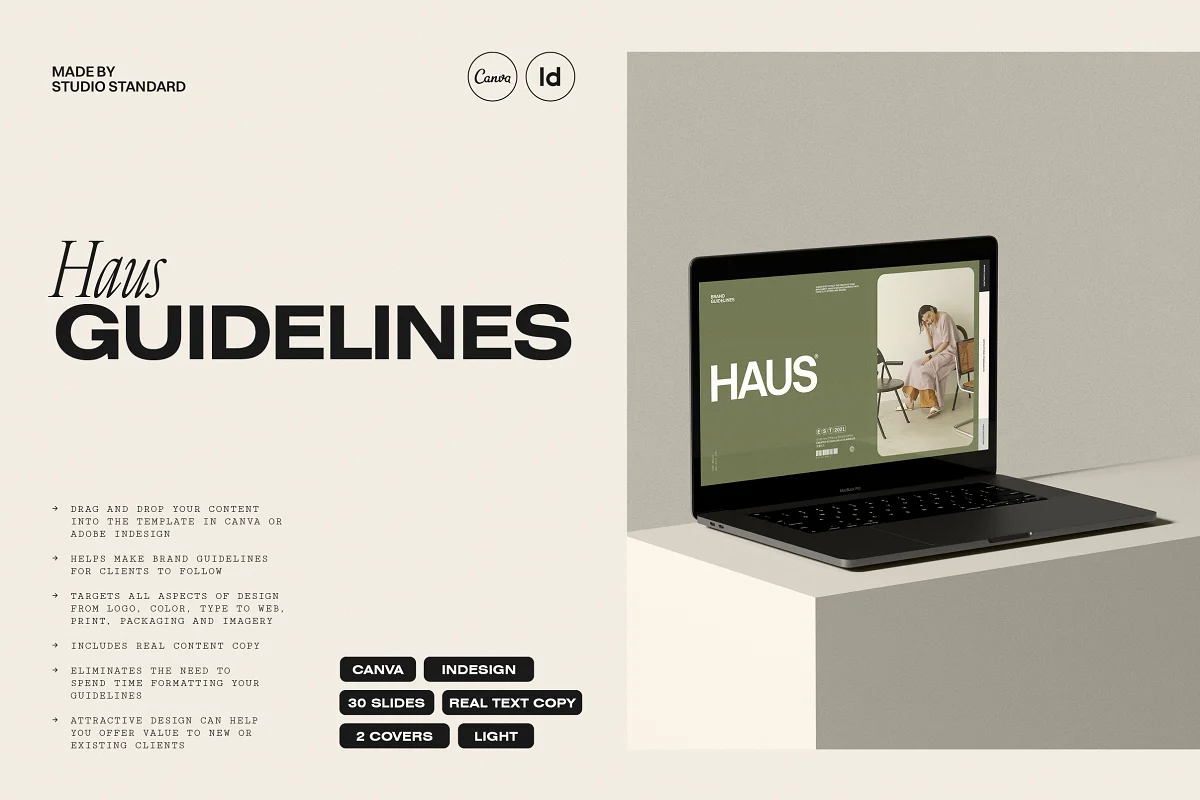 MADE BY
STUDIO STANDARD
Canva
Id
Haus
GUIDELINES
→ DRAG AND DROP YOUR CONTENT
INTO THE TEMPLATE IN CANVA OR
ADOBE INDESIGN
→ HELPS MAKE BRAND GUIDELINES
FOR CLIENTS TO FOLLOW
→ TARGETS ALL ASPECTS OF DESIGN
FROM LOGO, COLOR, TYPE TO WEB,
PRINT, PACKAGING AND IMAGERY
→ INCLUDES REAL CONTENT COPY
→ ELIMINATES THE NEED TO
SPEND TIME FORMATTING YOUR
GUIDELINES
→ ATTRACTIVE DESIGN CAN HELP
YOU OFFER VALUE TO NEW OR
EXISTING CLIENTS
CANVA INDESIGN
30 SLIDES REAL TEXT COPY
2 COVERS LIGHT
BRAND
GUIDELINES
HAUS®
EST 2021
MacBook Pro